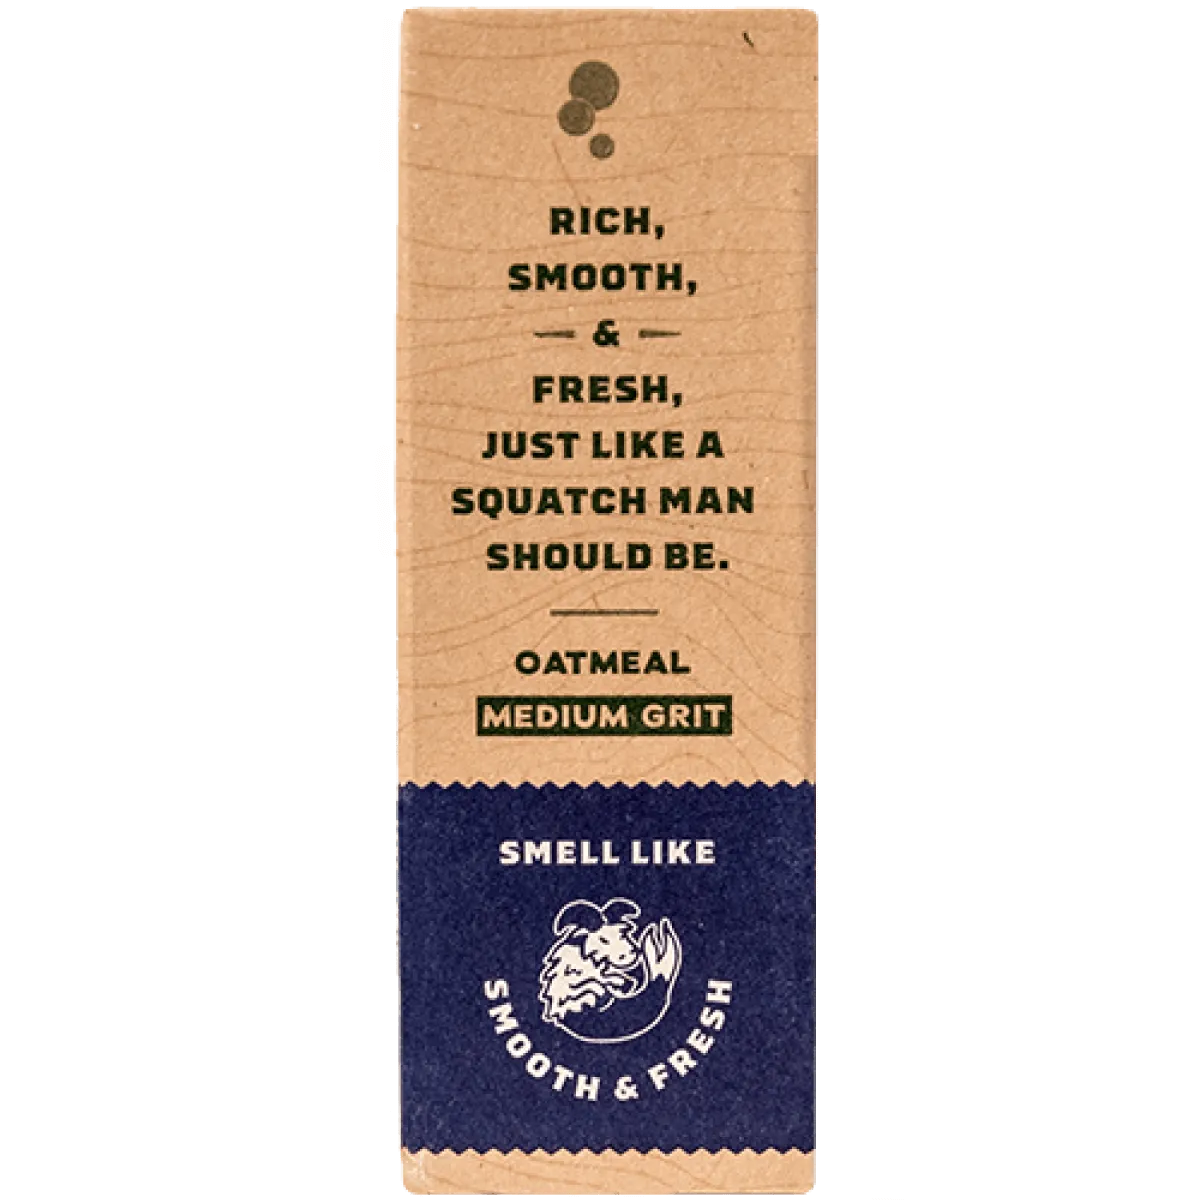 RICH,
SMOOTH,
&
FRESH,
JUST LIKE A
SQUATCH MAN
SHOULD BE.
OATMEAL
MEDIUM GRIT
SMELL LIKE
SMOOTH & FRESH